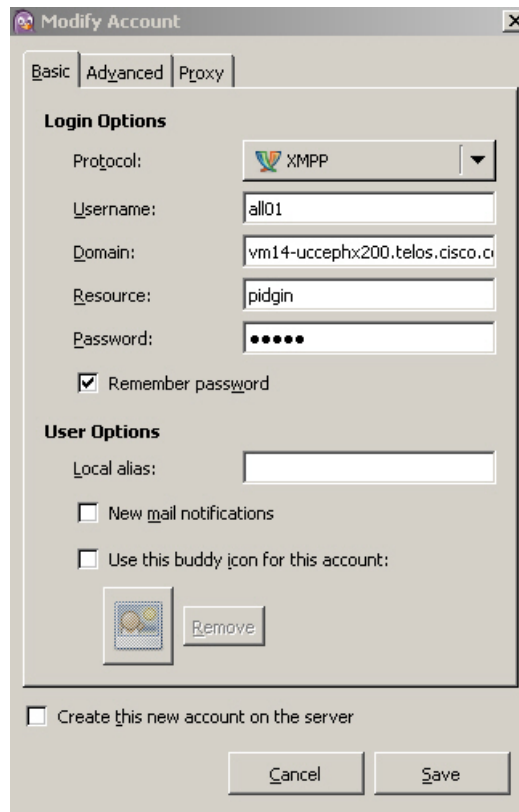 Modify Account
Basic Advanced Proxy
Login Options
Protocol: XMPP
Username: all01
Domain: vm14-uccephx200.telos.cisco.c
Resource: pidgin
Password: ●●●●●
Remember password
User Options
Local alias:
New mail notifications
Use this buddy icon for this account:
Remove
Create this new account on the server
Cancel Save